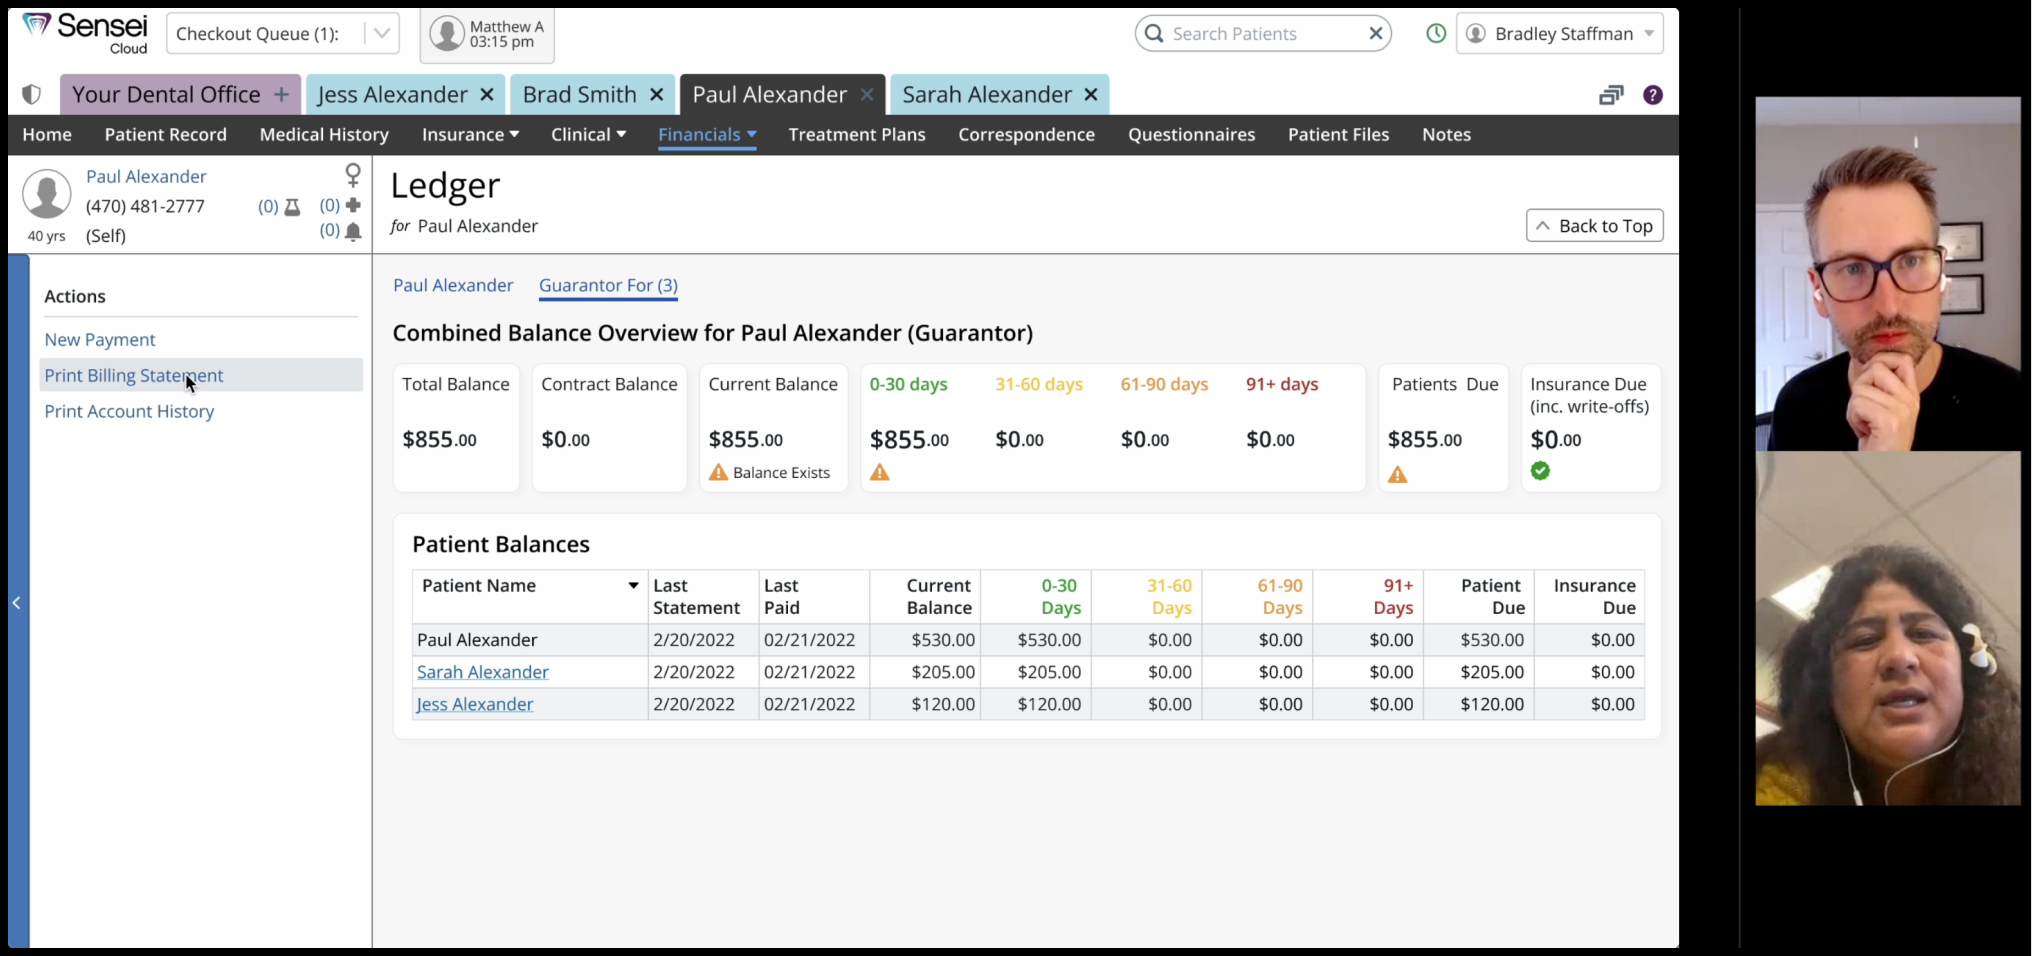 Sensei
Cloud
Checkout Queue (1):
Matthew A
03:15 pm
Search Patients
Bradley Staffman
Your Dental Office +
Jess Alexander
Brad Smith
Paul Alexander
Sarah Alexander
Home Patient Record Medical History Insurance Clinical Financials Treatment Plans Correspondence Questionnaires Patient Files Notes
Paul Alexander
(470) 481-2777 (0) (0)
40 yrs (Self) (0)
Ledger
for Paul Alexander
Back to Top
Actions
New Payment
Print Billing Statement
Print Account History
Paul Alexander Guarantor For (3)
Combined Balance Overview for Paul Alexander (Guarantor)
Total Balance
$855.00
Contract Balance
$0.00
Current Balance
$855.00
Balance Exists
0-30 days 31-60 days 61-90 days 91+ days
$855.00 $0.00 $0.00 $0.00
Patients Due
$855.00
Insurance Due
(inc. write-offs)
$0.00
Patient Balances
Patient Name Last Statement Last Paid Current Balance 0-30 Days 31-60 Days 61-90 Days 91+ Days Patient Due Insurance Due
Paul Alexander 2/20/2022 02/21/2022 $530.00 $530.00 $0.00 $0.00 $0.00 $530.00 $0.00
Sarah Alexander 2/20/2022 02/21/2022 $205.00 $205.00 $0.00 $0.00 $0.00 $205.00 $0.00
Jess Alexander 2/20/2022 02/21/2022 $120.00 $120.00 $0.00 $0.00 $0.00 $120.00 $0.00